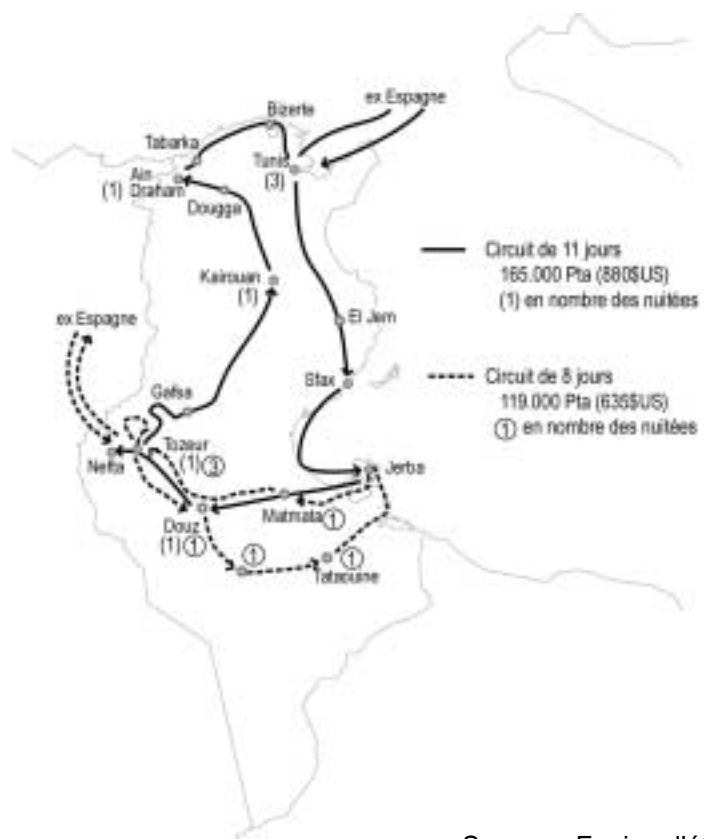 ex Espagne
Bizerte
Tabarka
Tunis
(3)
Ain
(1) Draham
Dougga
Kairouan
(1)
Circuit de 11 jours
165.000 Pta (880$US)
(1) en nombre des nuitées
ex Espagne
El Jem
Sfax
Circuit de 8 jours
119.000 Pta (635$US)
① en nombre des nuitées
Gafsa
Tozeur
(1)③
Nefta
Jerba
Matmata①
Douz
(1)①
①
①
Tataouine